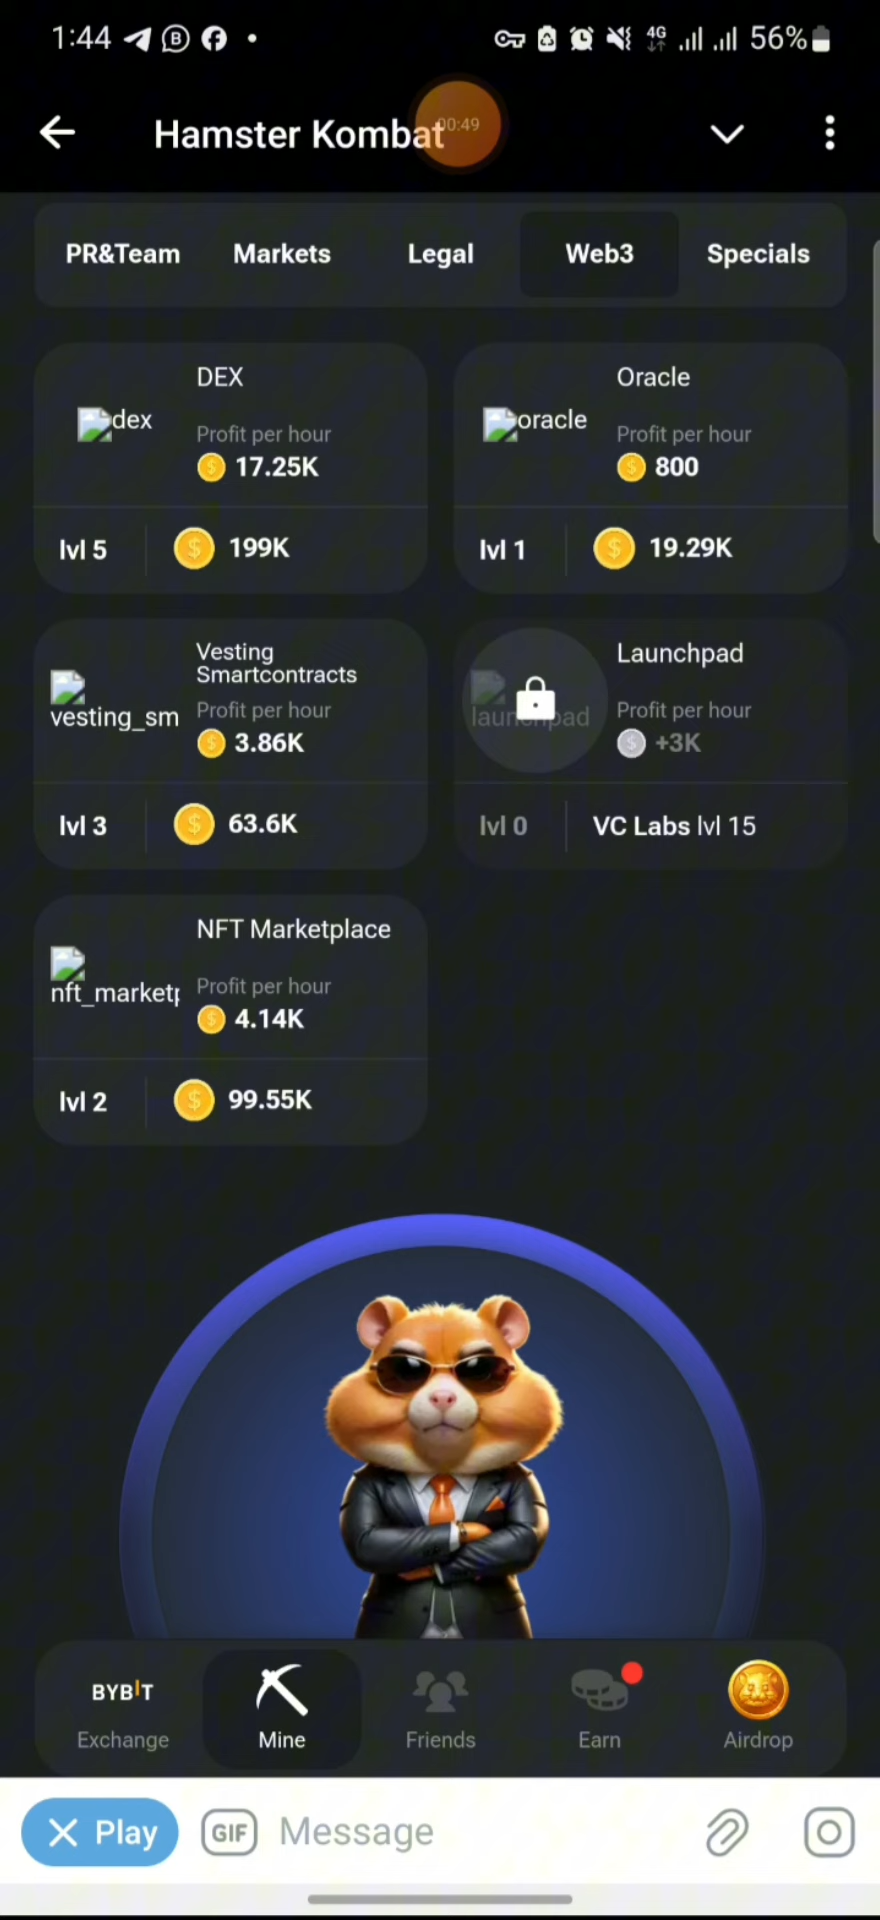 1:44
4G
56%
Hamster Kombat
00:49
PR&Team
Markets
Legal
Web3
Specials
DEX
dex
Profit per hour
17.25K
lvl 5
199K
Oracle
oracle
Profit per hour
800
lvl 1
19.29K
Vesting
Smartcontracts
vesting_sm
Profit per hour
3.86K
lvl 3
63.6K
Launchpad
launchpad
Profit per hour
+3K
lvl 0
VC Labs lvl 15
NFT Marketplace
nft_marketp
Profit per hour
4.14K
lvl 2
99.55K
BYBIT
Exchange
Mine
Friends
Earn
Airdrop
Play
GIF
Message